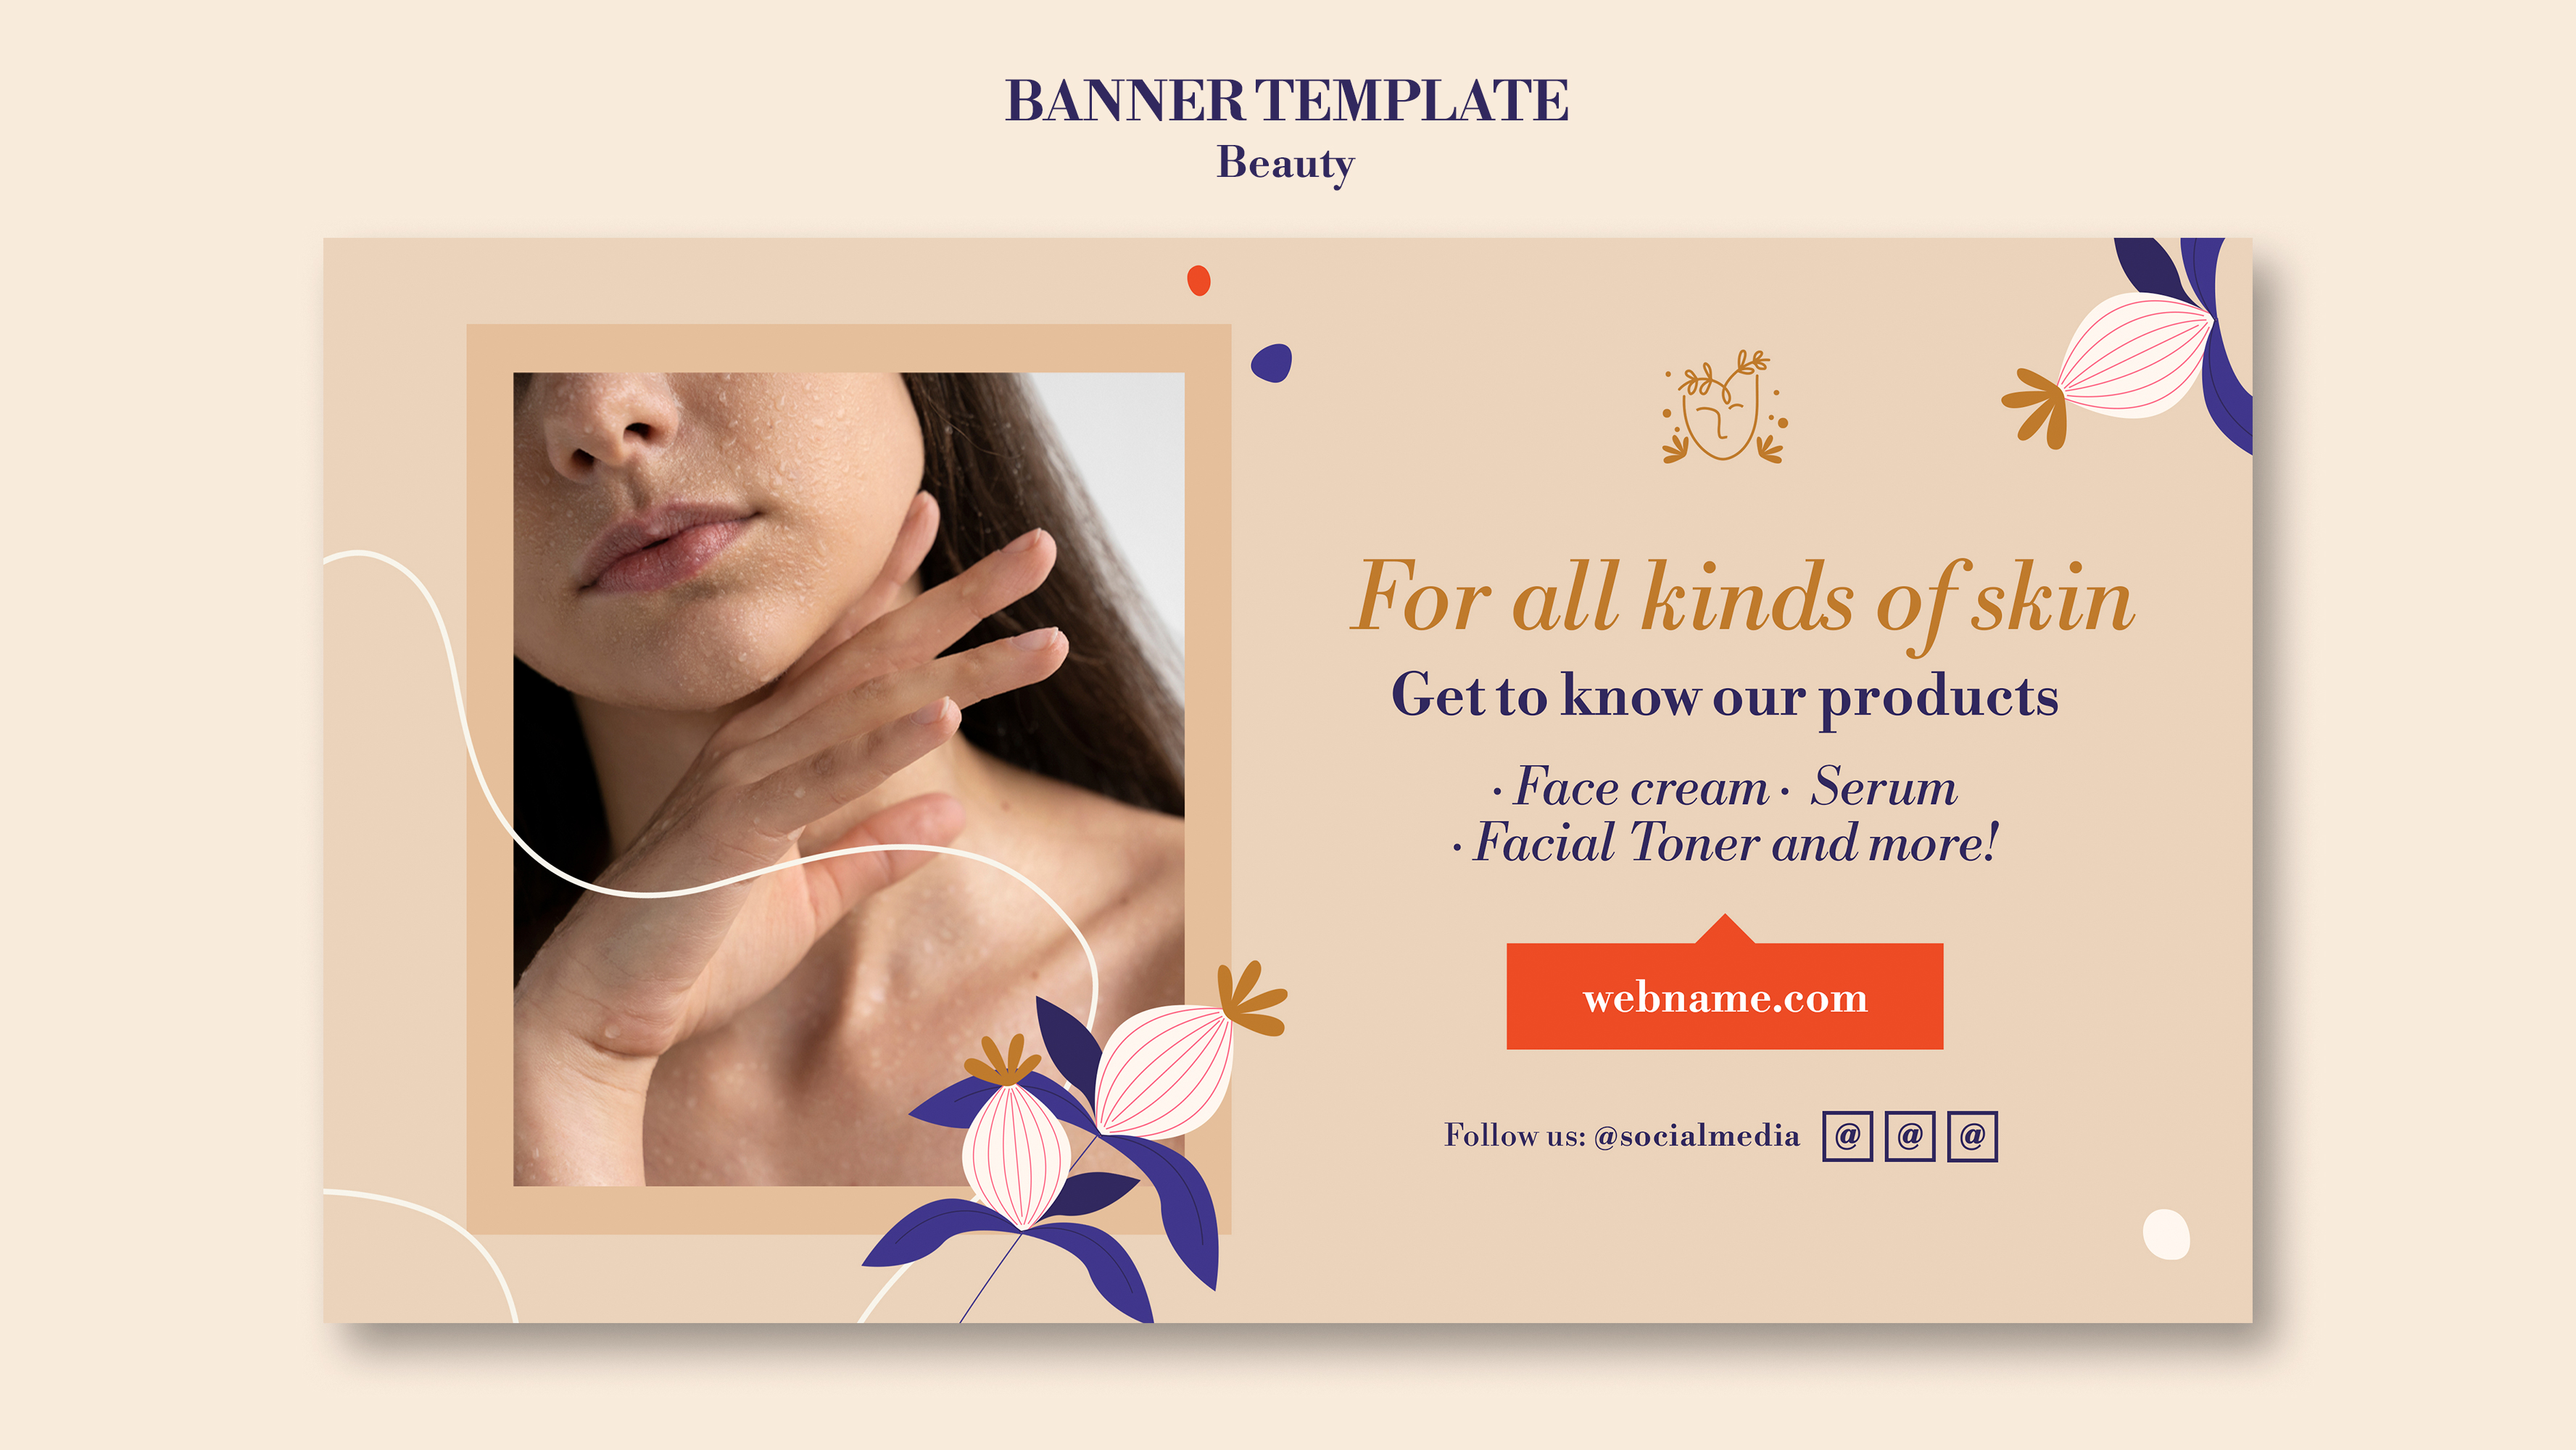 BANNER TEMPLATE
Beauty
For all kinds of skin
Get to know our products
· Face cream · Serum
· Facial Toner and more!
webname.com
Follow us: @socialmedia @ @ @